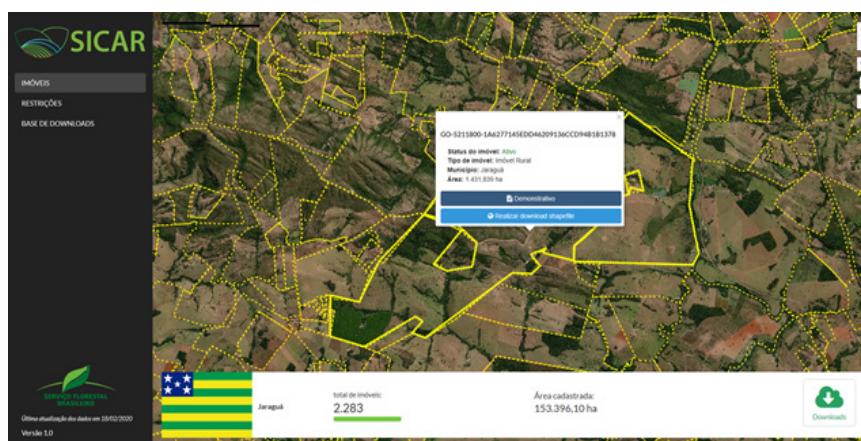 SICAR
IMÓVEIS
RESTRIÇÕES
BASE DE DOWNLOADS
GO-5211800-1A6277145EDD46209136CCD94B1B1378
Status do imóvel: Ativo
Tipo de imóvel: Imóvel Rural
Município: Jaraguá
Área: 1.431,839 ha
Demonstrativo
Realizar download shapefile
SERVIÇO FLORESTAL
BRASILEIRO
Última atualização dos dados em 18/02/2020
Versão 1.0
Jaraguá
total de imóveis:
2.283
Área cadastrada:
153.396,10 ha
Downloads